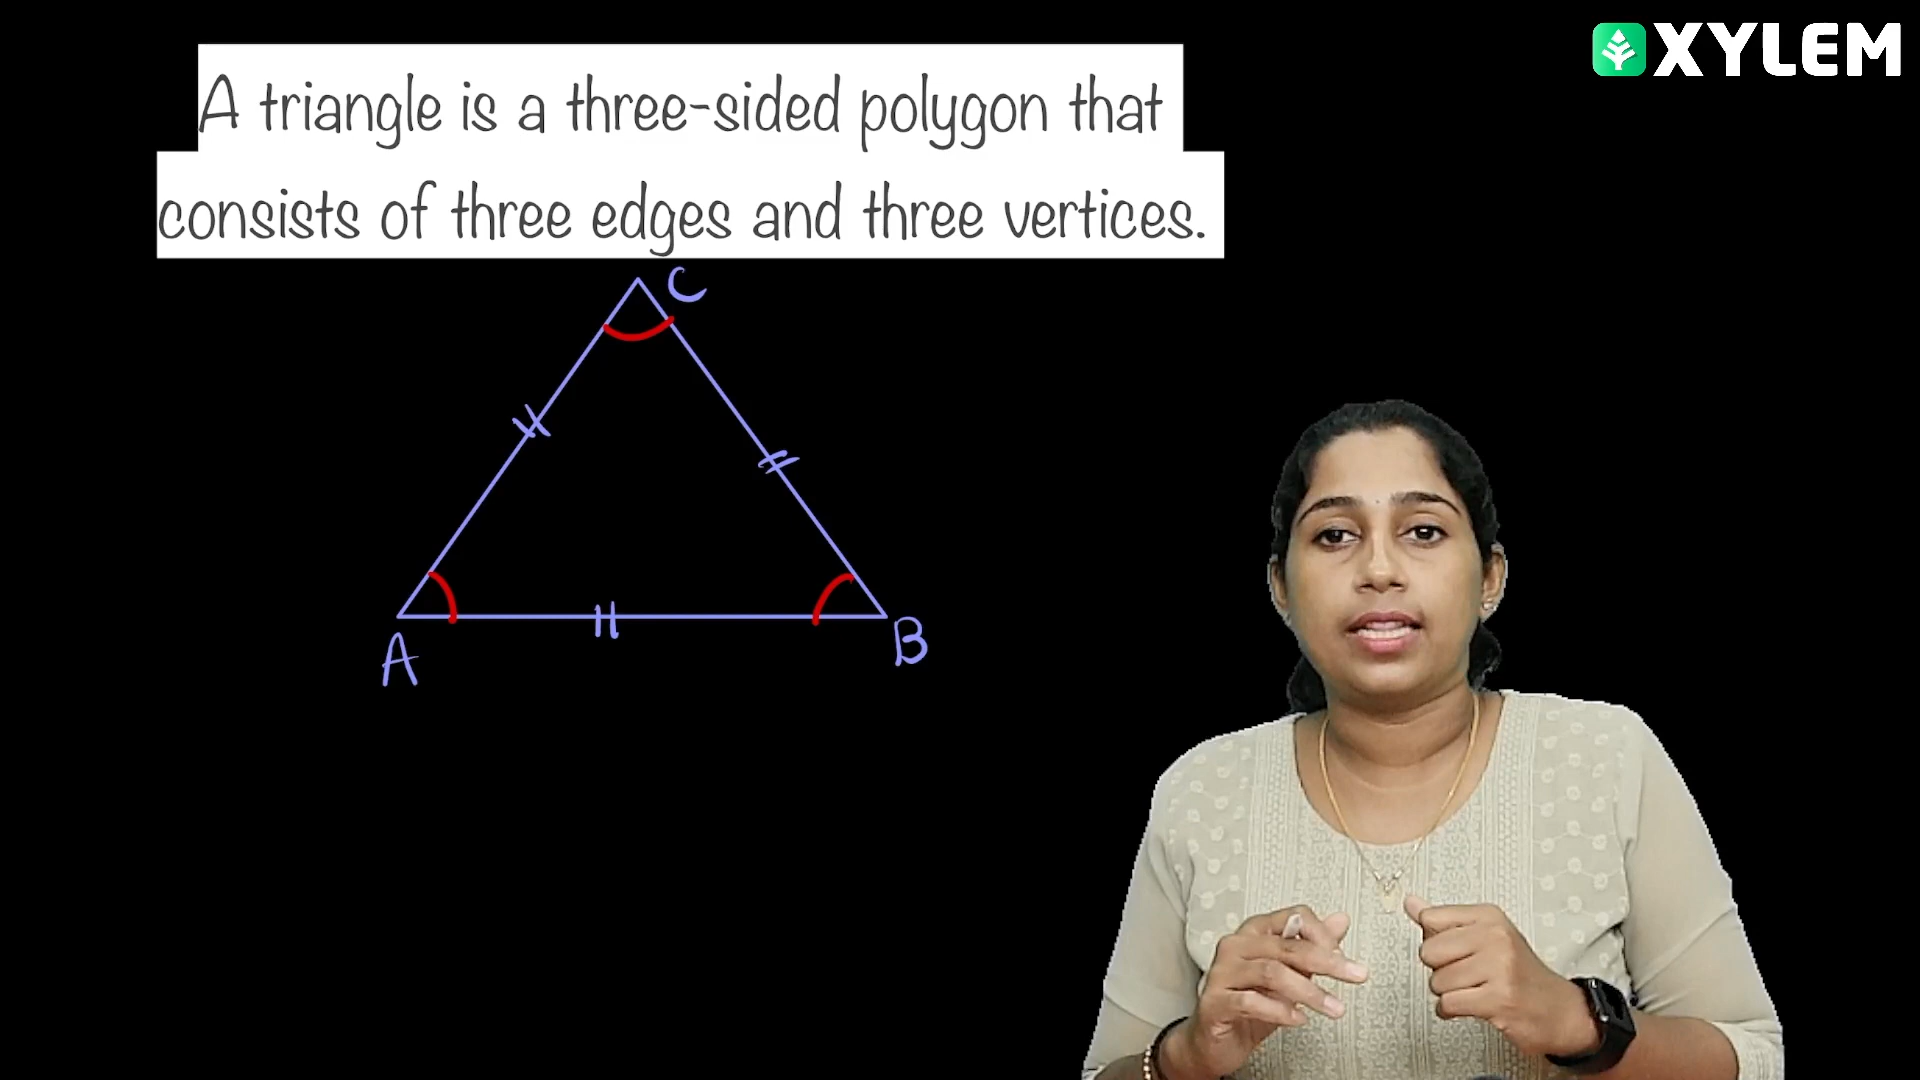 XYLEM
A triangle is a three-sided polygon that
consists of three edges and three vertices.
C
A
B